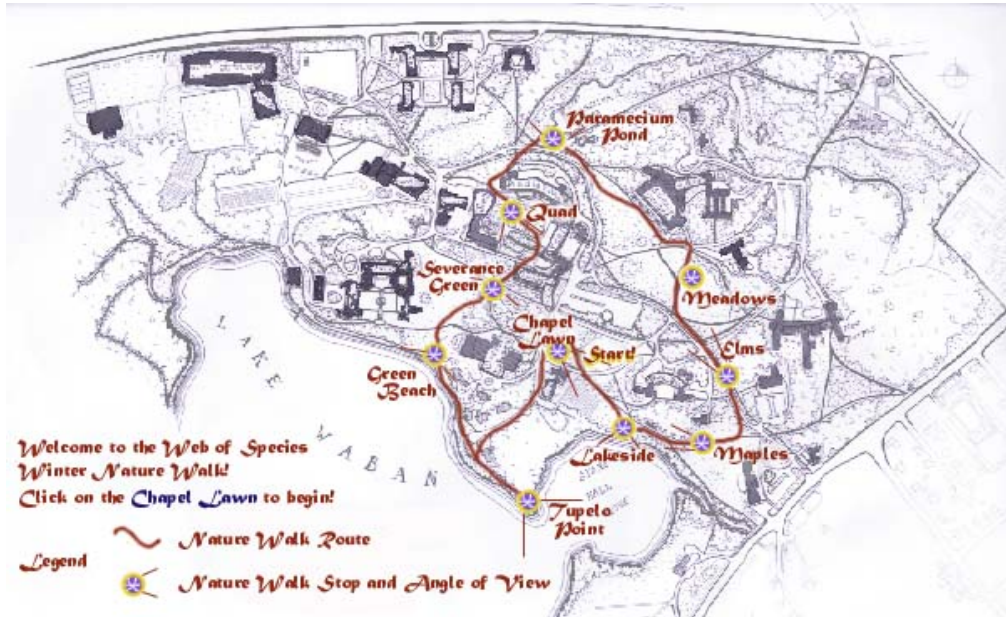 Paramecium
Pond
Quad
Severance
Green
Meadows
Chapel
Lawn
Start!
Elms
Green
Beach
LAKE
WABAN
Lakeside
Maples
Tupelo
Point
Welcome to the Web of Species
Winter Nature Walk!
Click on the Chapel Lawn to begin!
Legend
Nature Walk Route
Nature Walk Stop and Angle of View